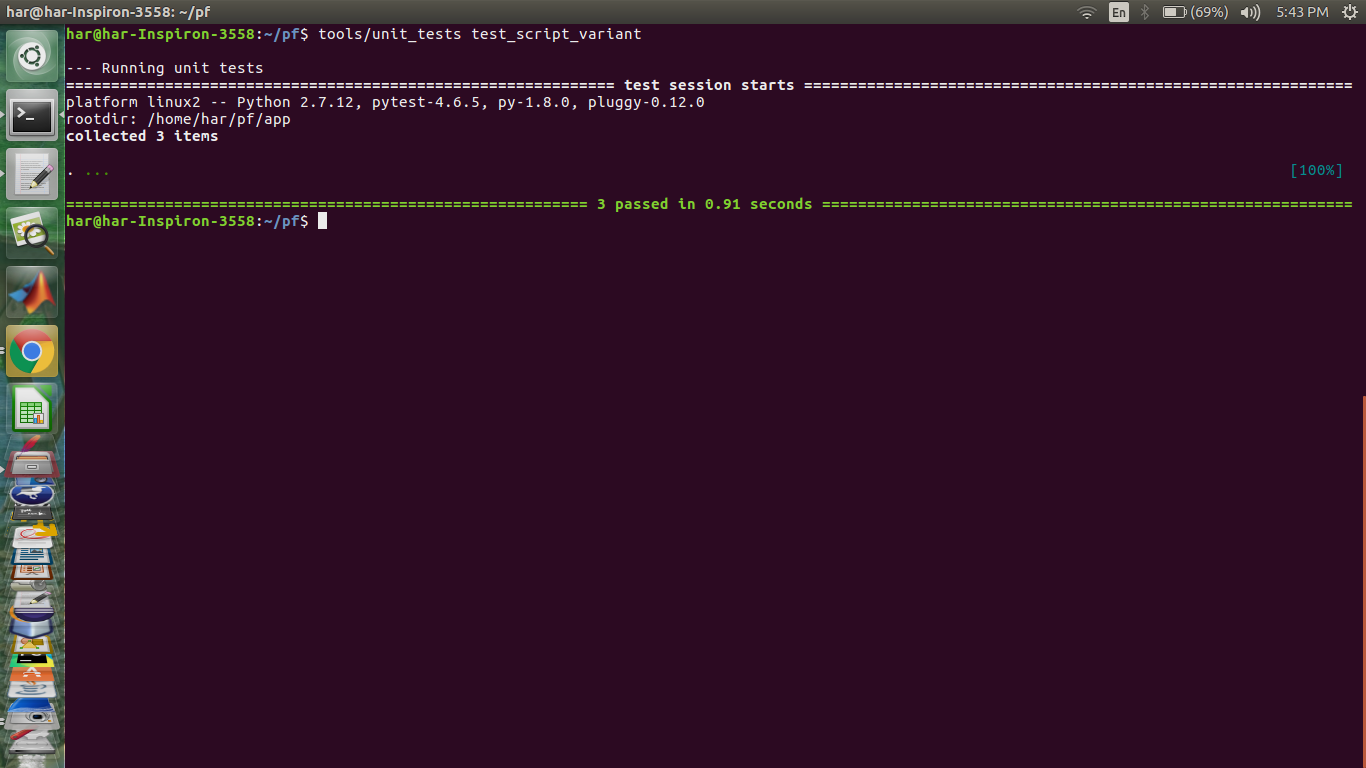 har@har-Inspiron-3558: ~/pf
En
(69%)
5:43 PM
har@har-Inspiron-3558:~/pf$ tools/unit_tests test_script_variant
--- Running unit tests
============================================================= test session starts =============================================================
platform linux2 -- Python 2.7.12, pytest-4.6.5, py-1.8.0, pluggy-0.12.0
rootdir: /home/har/pf/app
collected 3 items
. ... [100%]
========================================================== 3 passed in 0.91 seconds ===========================================================
har@har-Inspiron-3558:~/pf$